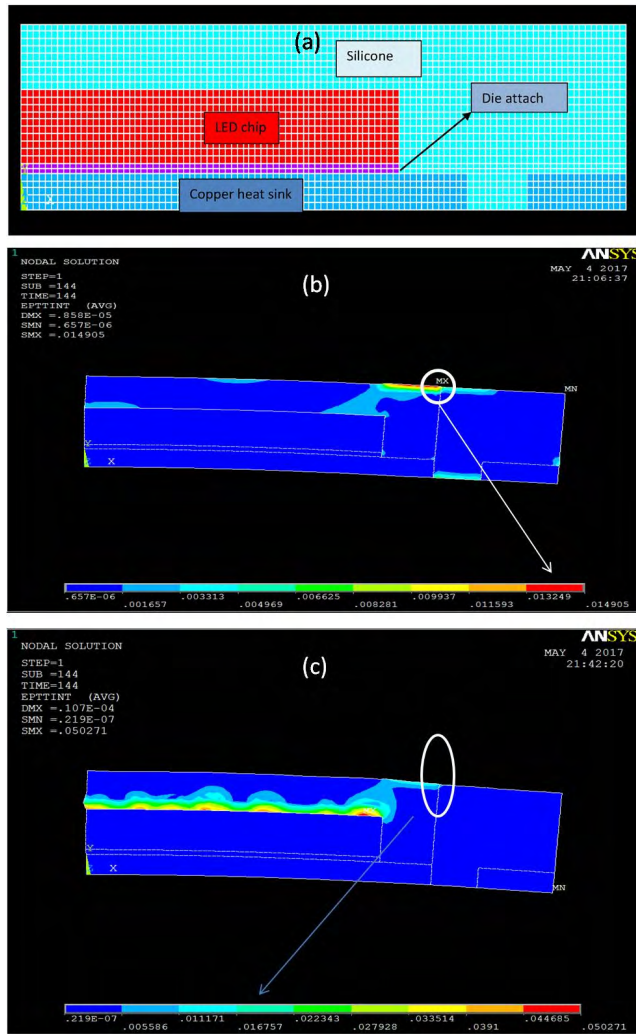 (a)
Silicone
Die attach
LED chip
Copper heat sink
X
1
NODAL SOLUTION
STEP=1
SUB =144
TIME=144
EPTTINT (AVG)
DMX =.858E-05
SMN =.657E-06
SMX =.014905
(b)
ANSYS
MAY 4 2017
21:06:37
MX
MN
Y
X
.657E-06 .003313 .006625 .009937 .013249
.001657 .004969 .008281 .011593 .014905
1
NODAL SOLUTION
STEP=1
SUB =144
TIME=144
EPTTINT (AVG)
DMX =.107E-04
SMN =.219E-07
SMX =.050271
(c)
ANSYS
MAY 4 2017
21:42:20
Y
X
MN
.219E-07 .011171 .022343 .033514 .044685
.005586 .016757 .027928 .0391 .050271